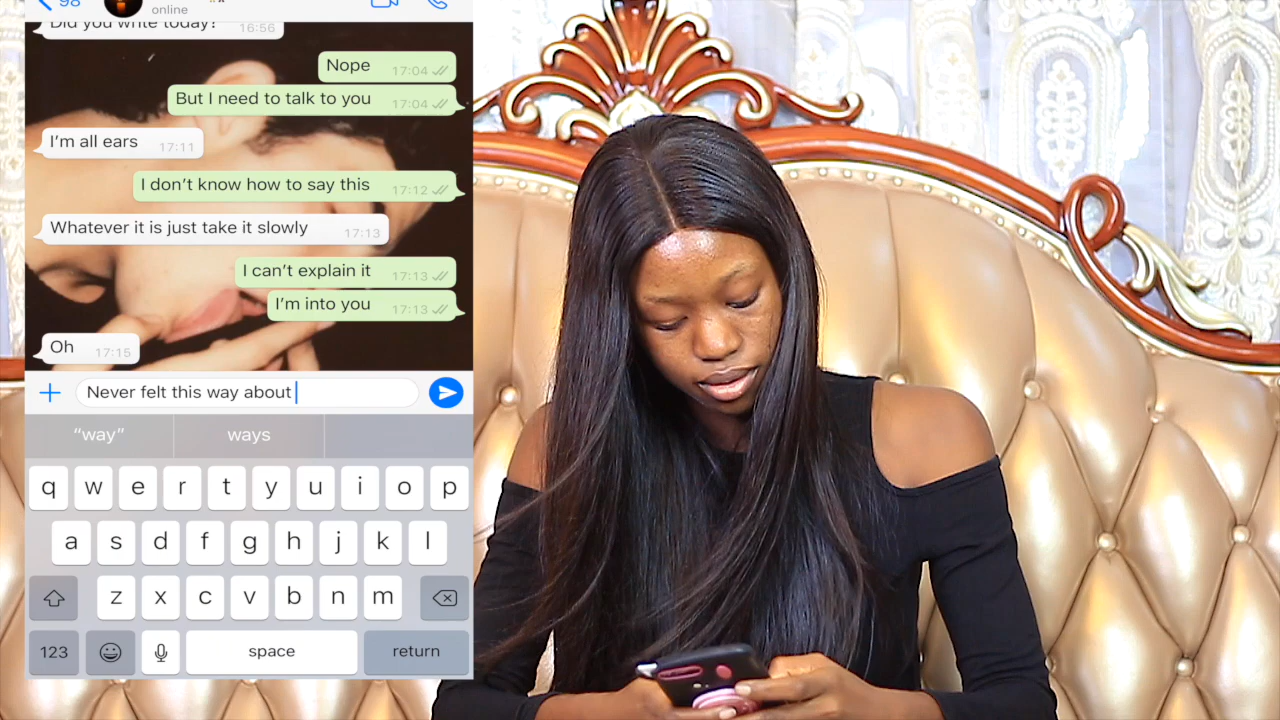 98
online
Did you write today? 16:56
Nope 17:04
But I need to talk to you 17:04
I'm all ears 17:11
I don't know how to say this 17:12
Whatever it is just take it slowly 17:13
I can't explain it 17:13
I'm into you 17:13
Oh 17:15
Never felt this way about
“way” ways
q w e r t y u i o p
a s d f g h j k l
z x c v b n m
123 space return